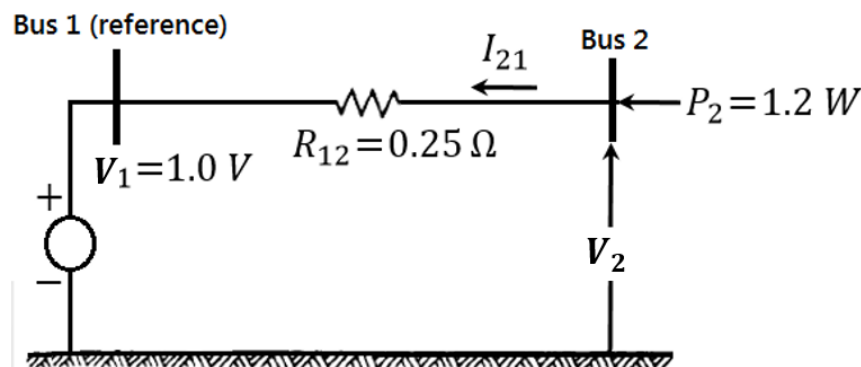 Bus 1 (reference)
I₂₁
Bus 2
P₂=1.2 W
R₁₂=0.25 Ω
V₁=1.0 V
+
−
V₂